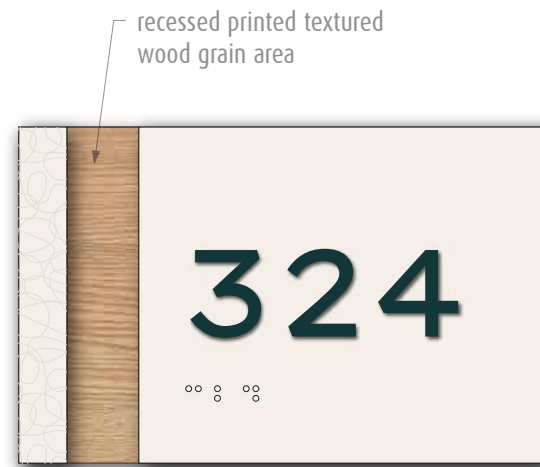 recessed printed textured
wood grain area
324
⠉⠃⠙